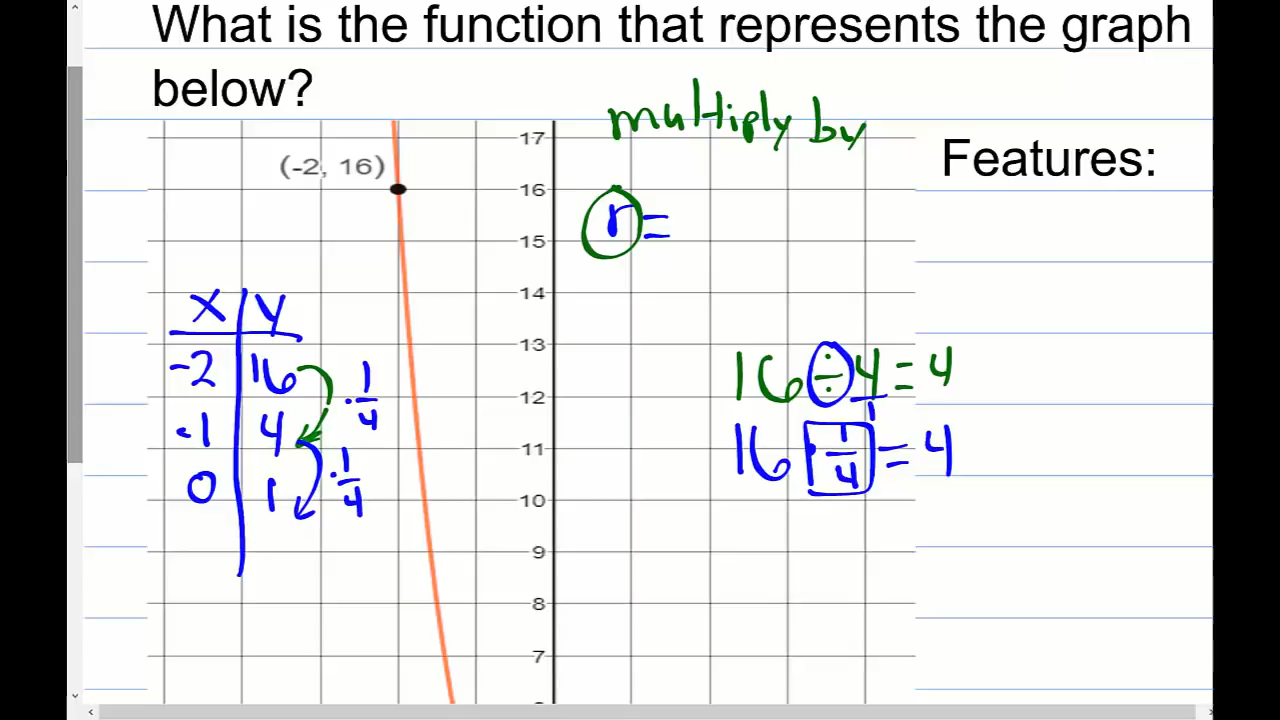 What is the function that represents the graph
below?
multiply by
Features:
(-2, 16)
r=
17
16
15
14
13
12
11
10
9
8
7
x y
-2 16
-1 4
0 1
· 1/4
· 1/4
16 ÷ 4/1 = 4
16 · 1/4 = 4